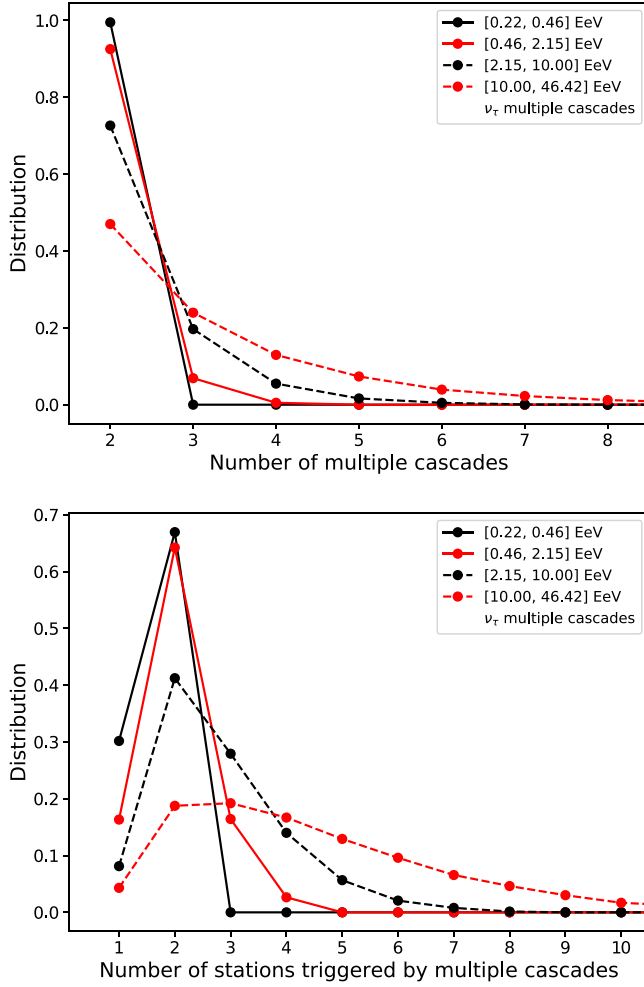 1.0
0.8
0.6
0.4
0.2
0.0
Distribution
[0.22, 0.46] EeV
[0.46, 2.15] EeV
[2.15, 10.00] EeV
[10.00, 46.42] EeV
ντ multiple cascades
2 3 4 5 6 7 8
Number of multiple cascades
0.7
0.6
0.5
0.4
0.3
0.2
0.1
0.0
Distribution
[0.22, 0.46] EeV
[0.46, 2.15] EeV
[2.15, 10.00] EeV
[10.00, 46.42] EeV
ντ multiple cascades
1 2 3 4 5 6 7 8 9 10
Number of stations triggered by multiple cascades